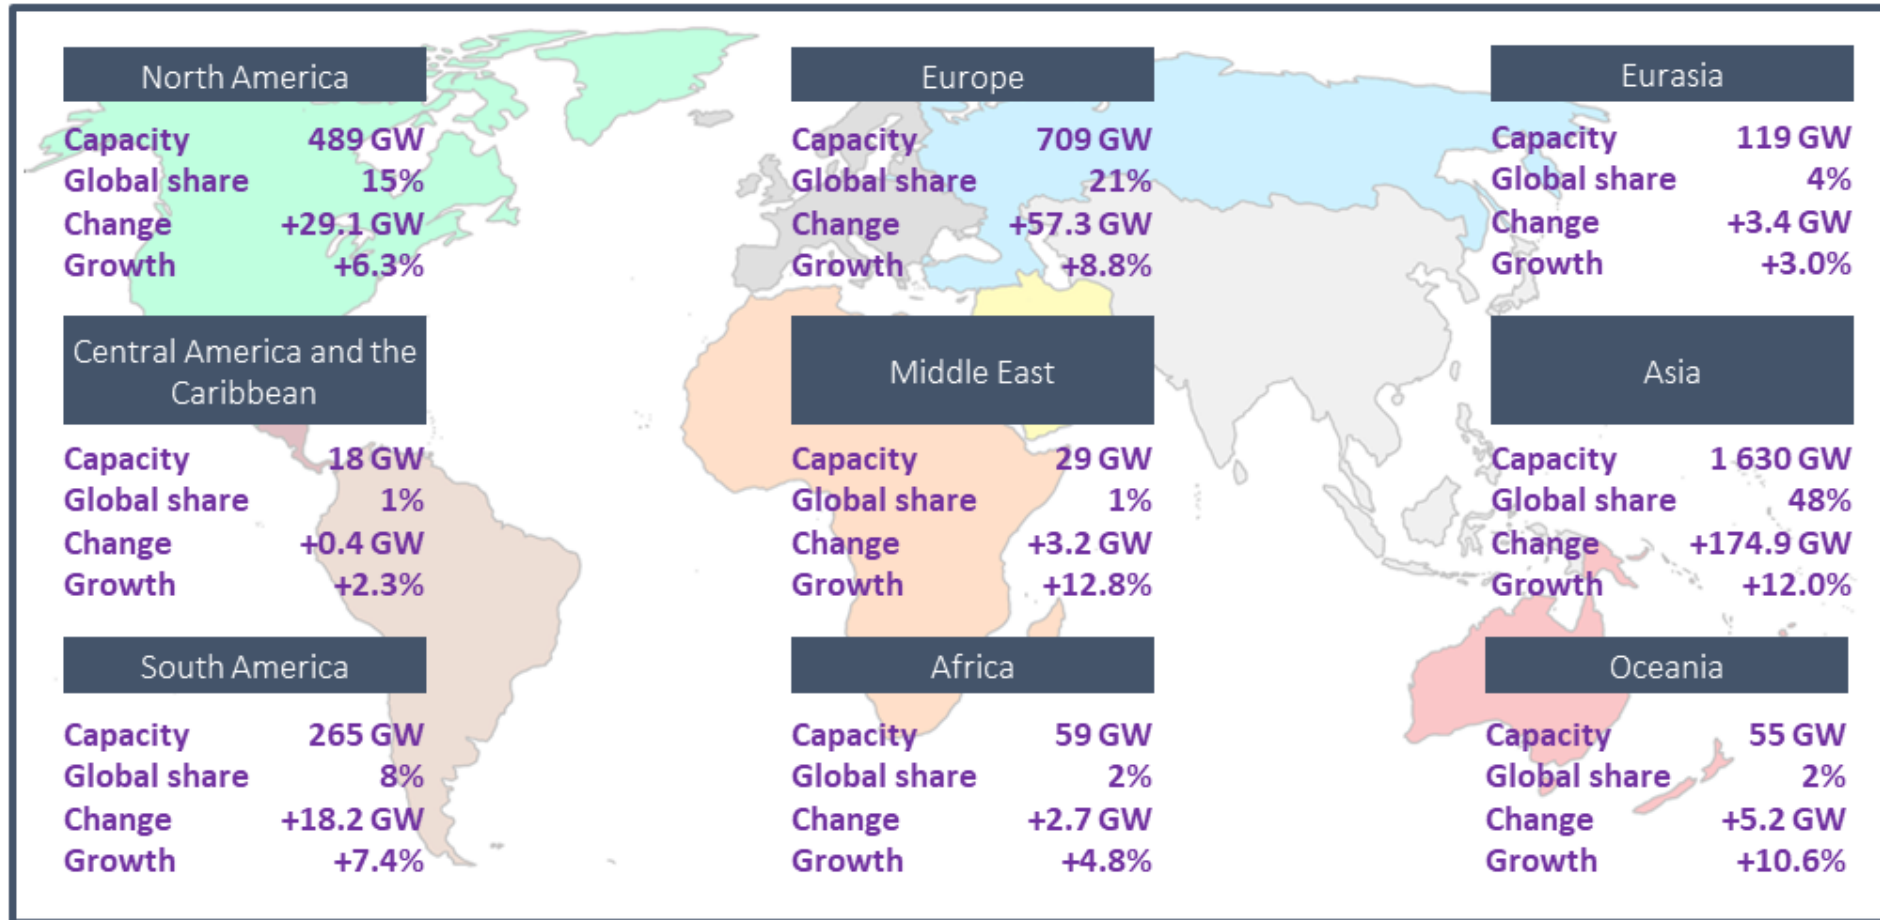 North America
Capacity 489 GW
Global share 15%
Change +29.1 GW
Growth +6.3%
Europe
Capacity 709 GW
Global share 21%
Change +57.3 GW
Growth +8.8%
Eurasia
Capacity 119 GW
Global share 4%
Change +3.4 GW
Growth +3.0%
Central America and the
Caribbean
Capacity 18 GW
Global share 1%
Change +0.4 GW
Growth +2.3%
Middle East
Capacity 29 GW
Global share 1%
Change +3.2 GW
Growth +12.8%
Asia
Capacity 1 630 GW
Global share 48%
Change +174.9 GW
Growth +12.0%
South America
Capacity 265 GW
Global share 8%
Change +18.2 GW
Growth +7.4%
Africa
Capacity 59 GW
Global share 2%
Change +2.7 GW
Growth +4.8%
Oceania
Capacity 55 GW
Global share 2%
Change +5.2 GW
Growth +10.6%